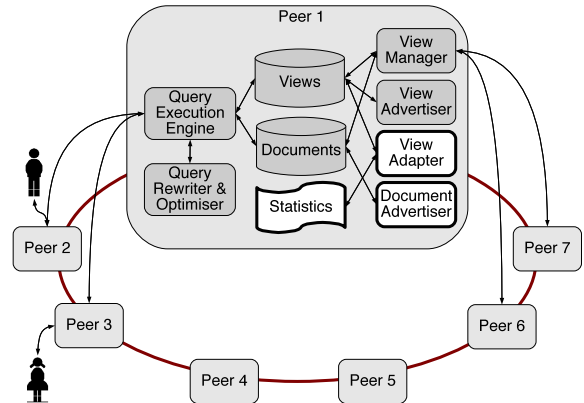 Peer 1
Query
Execution
Engine
Query
Rewriter &
Optimiser
Views
Documents
Statistics
View
Manager
View
Advertiser
View
Adapter
Document
Advertiser
Peer 2
Peer 3
Peer 4
Peer 5
Peer 6
Peer 7